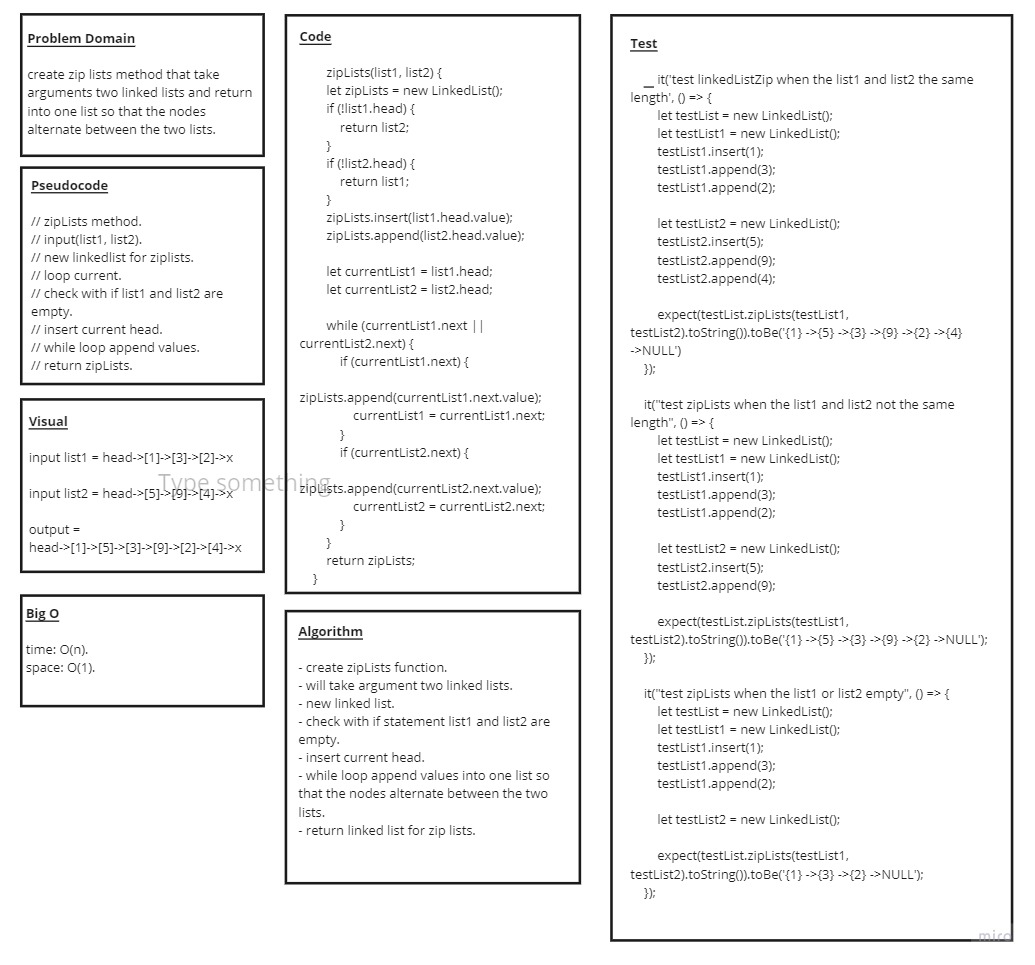 Problem Domain
create zip lists method that take
arguments two linked lists and return
into one list so that the nodes
alternate between the two lists.
Pseudocode
// zipLists method.
// input(list1, list2).
// new linkedlist for ziplists.
// loop current.
// check with if list1 and list2 are
empty.
// insert current head.
// while loop append values.
// return zipLists.
Visual
input list1 = head->[1]->[3]->[2]->x
Type something
input list2 = head->[5]->[9]->[4]->x
output =
head->[1]->[5]->[3]->[9]->[2]->[4]->x
Big O
time: O(n).
space: O(1).
Code
zipLists(list1, list2) {
let zipLists = new LinkedList();
if (!list1.head) {
return list2;
}
if (!list2.head) {
return list1;
}
zipLists.insert(list1.head.value);
zipLists.append(list2.head.value);
let currentList1 = list1.head;
let currentList2 = list2.head;
while (currentList1.next ||
currentList2.next) {
if (currentList1.next) {
zipLists.append(currentList1.next.value);
currentList1 = currentList1.next;
}
if (currentList2.next) {
zipLists.append(currentList2.next.value);
currentList2 = currentList2.next;
}
}
return zipLists;
}
Algorithm
- create zipLists function.
- will take argument two linked lists.
- new linked list.
- check with if statement list1 and list2 are
empty.
- insert current head.
- while loop append values into one list so
that the nodes alternate between the two
lists.
- return linked list for zip lists.
Test
_ it('test linkedListZip when the list1 and list2 the same
length', () => {
let testList = new LinkedList();
let testList1 = new LinkedList();
testList1.insert(1);
testList1.append(3);
testList1.append(2);
let testList2 = new LinkedList();
testList2.insert(5);
testList2.append(9);
testList2.append(4);
expect(testList.zipLists(testList1,
testList2).toString()).toBe('{1} ->{5} ->{3} ->{9} ->{2} ->{4}
->NULL')
});
it("test zipLists when the list1 and list2 not the same
length", () => {
let testList = new LinkedList();
let testList1 = new LinkedList();
testList1.insert(1);
testList1.append(3);
testList1.append(2);
let testList2 = new LinkedList();
testList2.insert(5);
testList2.append(9);
expect(testList.zipLists(testList1,
testList2).toString()).toBe('{1} ->{5} ->{3} ->{9} ->{2} ->NULL');
});
it("test zipLists when the list1 or list2 empty", () => {
let testList = new LinkedList();
let testList1 = new LinkedList();
testList1.insert(1);
testList1.append(3);
testList1.append(2);
let testList2 = new LinkedList();
expect(testList.zipLists(testList1,
testList2).toString()).toBe('{1} ->{3} ->{2} ->NULL');
});
miro